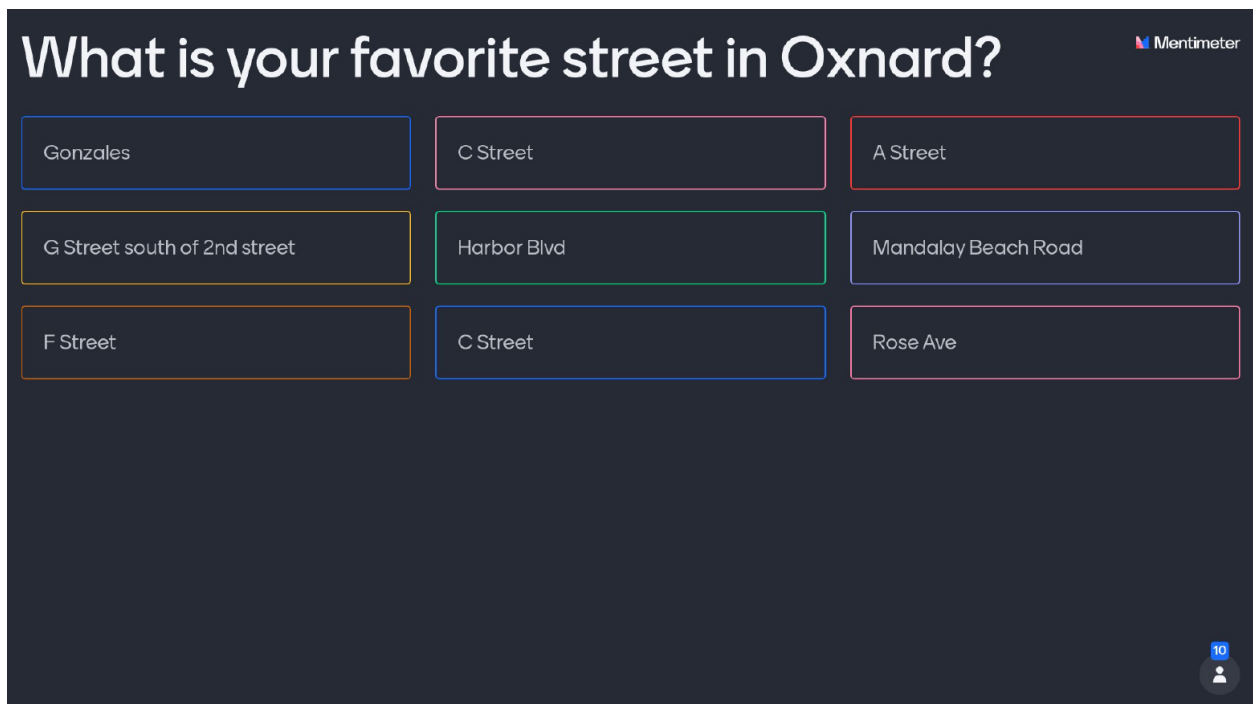 What is your favorite street in Oxnard?
Mentimeter
Gonzales
C Street
A Street
G Street south of 2nd street
Harbor Blvd
Mandalay Beach Road
F Street
C Street
Rose Ave
10